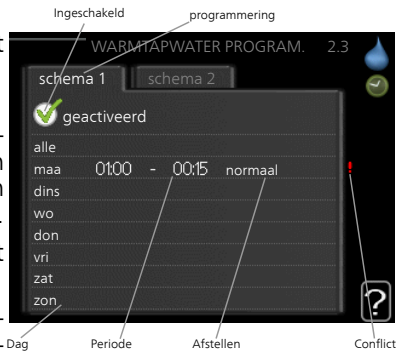 Ingeschakeld
programmering
WARMTAPWATER PROGRAM. 2.3
schema 1 schema 2
geactiveerd
alle
maa 01:00 - 00:15 normaal !
dins
wo
don
vri
zat
zon
?
Dag Periode Afstellen Conflict